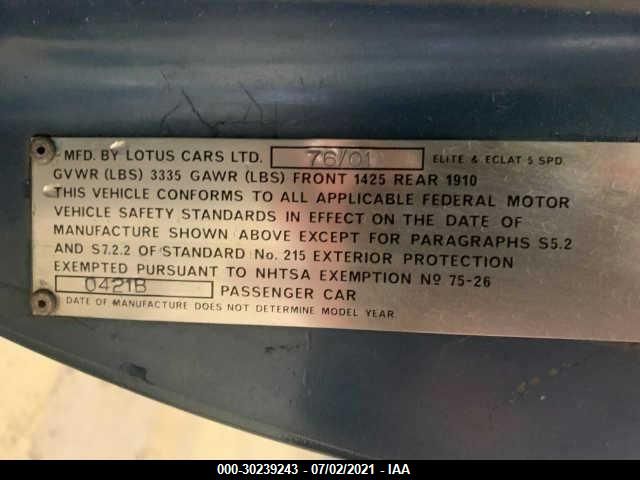 MFD. BY LOTUS CARS LTD. 76/01 ELITE & ECLAT 5 SPD
GVWR (LBS) 3335 GAWR (LBS) FRONT 1425 REAR 1910
THIS VEHICLE CONFORMS TO ALL APPLICABLE FEDERAL MOTOR
VEHICLE SAFETY STANDARDS IN EFFECT ON THE DATE OF
MANUFACTURE SHOWN ABOVE EXCEPT FOR PARAGRAPHS S5.2
AND S7.2.2 OF STANDARD No. 215 EXTERIOR PROTECTION
EXEMPTED PURSUANT TO NHTSA EXEMPTION Nº 75-26
0421B PASSENGER CAR
DATE OF MANUFACTURE DOES NOT DETERMINE MODEL YEAR
000-30239243 - 07/02/2021 - IAA